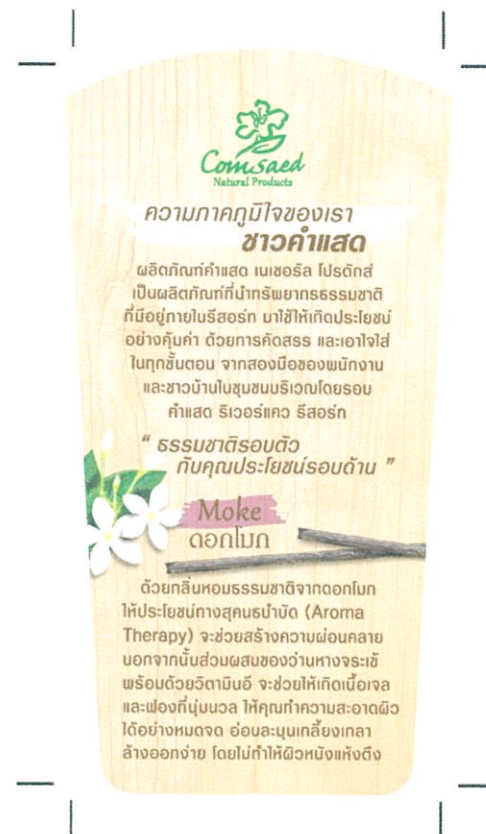 Comsaed
Natural Products
ความภาคภูมิใจของเรา
ชาวคำแสด
ผลิตภัณฑ์คำแสด เนเชอรัล โปรดักส์
เป็นผลิตภัณฑ์ที่นำทรัพยากรธรรมชาติ
ที่มีอยู่ภายในรีสอร์ท มาใช้ให้เกิดประโยชน์
อย่างคุ้มค่า ด้วยการคัดสรร และเอาใจใส่
ในทุกขั้นตอน จากสองมือของพนักงาน
และชาวบ้านในชุมชนบริเวณโดยรอบ
คำแสด ริเวอร์แคว รีสอร์ท
“ ธรรมชาติรอบตัว
กับคุณประโยชน์รอบด้าน ”
Moke
ดอกโมก
ด้วยกลิ่นหอมธรรมชาติจากดอกโมก
ให้ประโยชน์ทางสุคนธบำบัด (Aroma
Therapy) จะช่วยสร้างความผ่อนคลาย
นอกจากนั้นส่วนผสมของว่านหางจระเข้
พร้อมด้วยวิตามินอี จะช่วยให้เกิดเนื้อเจล
และฟองที่นุ่มนวล ให้คุณทำความสะอาดผิว
ได้อย่างหมดจด อ่อนละมุนเกลี้ยงเกลา
ล้างออกง่าย โดยไม่ทำให้ผิวหนังแห้งตึง